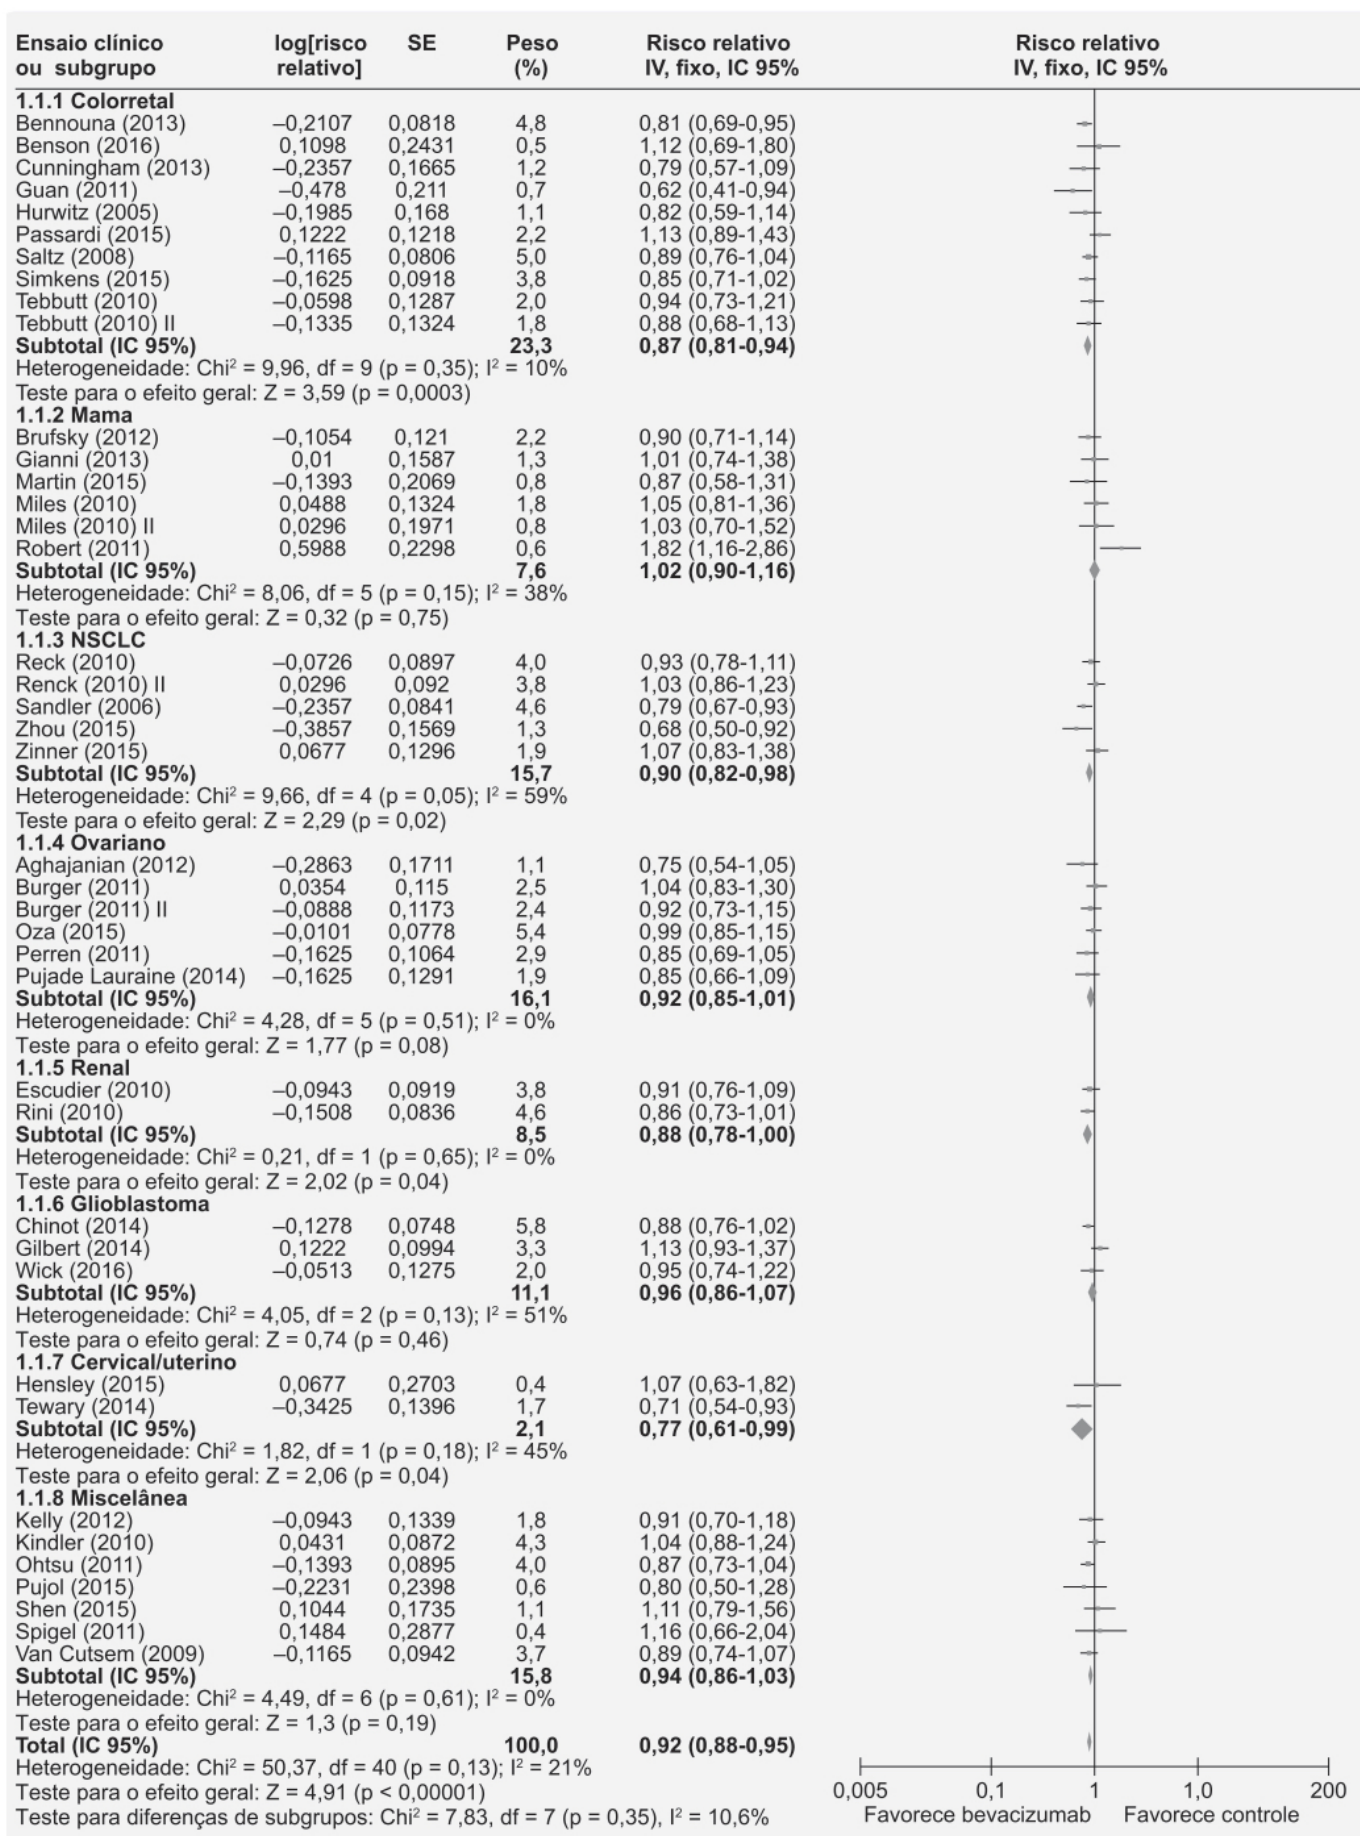 Ensaio clínico ou subgrupo log[risco relativo] SE Peso (%) Risco relativo IV, fixo, IC 95% Risco relativo IV, fixo, IC 95%
1.1.1 Colorretal
Bennouna (2013) –0,2107 0,0818 4,8 0,81 (0,69-0,95)
Benson (2016) 0,1098 0,2431 0,5 1,12 (0,69-1,80)
Cunningham (2013) –0,2357 0,1665 1,2 0,79 (0,57-1,09)
Guan (2011) –0,478 0,211 0,7 0,62 (0,41-0,94)
Hurwitz (2005) –0,1985 0,168 1,1 0,82 (0,59-1,14)
Passardi (2015) 0,1222 0,1218 2,2 1,13 (0,89-1,43)
Saltz (2008) –0,1165 0,0806 5,0 0,89 (0,76-1,04)
Simkens (2015) –0,1625 0,0918 3,8 0,85 (0,71-1,02)
Tebbutt (2010) –0,0598 0,1287 2,0 0,94 (0,73-1,21)
Tebbutt (2010) II –0,1335 0,1324 1,8 0,88 (0,68-1,13)
Subtotal (IC 95%) 23,3 0,87 (0,81-0,94)
Heterogeneidade: Chi² = 9,96, df = 9 (p = 0,35); I² = 10%
Teste para o efeito geral: Z = 3,59 (p = 0,0003)
1.1.2 Mama
Brufsky (2012) –0,1054 0,121 2,2 0,90 (0,71-1,14)
Gianni (2013) 0,01 0,1587 1,3 1,01 (0,74-1,38)
Martin (2015) –0,1393 0,2069 0,8 0,87 (0,58-1,31)
Miles (2010) 0,0488 0,1324 1,8 1,05 (0,81-1,36)
Miles (2010) II 0,0296 0,1971 0,8 1,03 (0,70-1,52)
Robert (2011) 0,5988 0,2298 0,6 1,82 (1,16-2,86)
Subtotal (IC 95%) 7,6 1,02 (0,90-1,16)
Heterogeneidade: Chi² = 8,06, df = 5 (p = 0,15); I² = 38%
Teste para o efeito geral: Z = 0,32 (p = 0,75)
1.1.3 NSCLC
Reck (2010) –0,0726 0,0897 4,0 0,93 (0,78-1,11)
Renck (2010) II 0,0296 0,092 3,8 1,03 (0,86-1,23)
Sandler (2006) –0,2357 0,0841 4,6 0,79 (0,67-0,93)
Zhou (2015) –0,3857 0,1569 1,3 0,68 (0,50-0,92)
Zinner (2015) 0,0677 0,1296 1,9 1,07 (0,83-1,38)
Subtotal (IC 95%) 15,7 0,90 (0,82-0,98)
Heterogeneidade: Chi² = 9,66, df = 4 (p = 0,05); I² = 59%
Teste para o efeito geral: Z = 2,29 (p = 0,02)
1.1.4 Ovariano
Aghajanian (2012) –0,2863 0,1711 1,1 0,75 (0,54-1,05)
Burger (2011) 0,0354 0,115 2,5 1,04 (0,83-1,30)
Burger (2011) II –0,0888 0,1173 2,4 0,92 (0,73-1,15)
Oza (2015) –0,0101 0,0778 5,4 0,99 (0,85-1,15)
Perren (2011) –0,1625 0,1064 2,9 0,85 (0,69-1,05)
Pujade Lauraine (2014) –0,1625 0,1291 1,9 0,85 (0,66-1,09)
Subtotal (IC 95%) 16,1 0,92 (0,85-1,01)
Heterogeneidade: Chi² = 4,28, df = 5 (p = 0,51); I² = 0%
Teste para o efeito geral: Z = 1,77 (p = 0,08)
1.1.5 Renal
Escudier (2010) –0,0943 0,0919 3,8 0,91 (0,76-1,09)
Rini (2010) –0,1508 0,0836 4,6 0,86 (0,73-1,01)
Subtotal (IC 95%) 8,5 0,88 (0,78-1,00)
Heterogeneidade: Chi² = 0,21, df = 1 (p = 0,65); I² = 0%
Teste para o efeito geral: Z = 2,02 (p = 0,04)
1.1.6 Glioblastoma
Chinot (2014) –0,1278 0,0748 5,8 0,88 (0,76-1,02)
Gilbert (2014) 0,1222 0,0994 3,3 1,13 (0,93-1,37)
Wick (2016) –0,0513 0,1275 2,0 0,95 (0,74-1,22)
Subtotal (IC 95%) 11,1 0,96 (0,86-1,07)
Heterogeneidade: Chi² = 4,05, df = 2 (p = 0,13); I² = 51%
Teste para o efeito geral: Z = 0,74 (p = 0,46)
1.1.7 Cervical/uterino
Hensley (2015) 0,0677 0,2703 0,4 1,07 (0,63-1,82)
Tewary (2014) –0,3425 0,1396 1,7 0,71 (0,54-0,93)
Subtotal (IC 95%) 2,1 0,77 (0,61-0,99)
Heterogeneidade: Chi² = 1,82, df = 1 (p = 0,18); I² = 45%
Teste para o efeito geral: Z = 2,06 (p = 0,04)
1.1.8 Miscelânea
Kelly (2012) –0,0943 0,1339 1,8 0,91 (0,70-1,18)
Kindler (2010) 0,0431 0,0872 4,3 1,04 (0,88-1,24)
Ohtsu (2011) –0,1393 0,0895 4,0 0,87 (0,73-1,04)
Pujol (2015) –0,2231 0,2398 0,6 0,80 (0,50-1,28)
Shen (2015) 0,1044 0,1735 1,1 1,11 (0,79-1,56)
Spigel (2011) 0,1484 0,2877 0,4 1,16 (0,66-2,04)
Van Cutsem (2009) –0,1165 0,0942 3,7 0,89 (0,74-1,07)
Subtotal (IC 95%) 15,8 0,94 (0,86-1,03)
Heterogeneidade: Chi² = 4,49, df = 6 (p = 0,61); I² = 0%
Teste para o efeito geral: Z = 1,3 (p = 0,19)
Total (IC 95%) 100,0 0,92 (0,88-0,95)
Heterogeneidade: Chi² = 50,37, df = 40 (p = 0,13); I² = 21%
Teste para o efeito geral: Z = 4,91 (p < 0,00001)
Teste para diferenças de subgrupos: Chi² = 7,83, df = 7 (p = 0,35), I² = 10,6%
0,005 0,1 1 1,0 200
Favorece bevacizumab Favorece controle